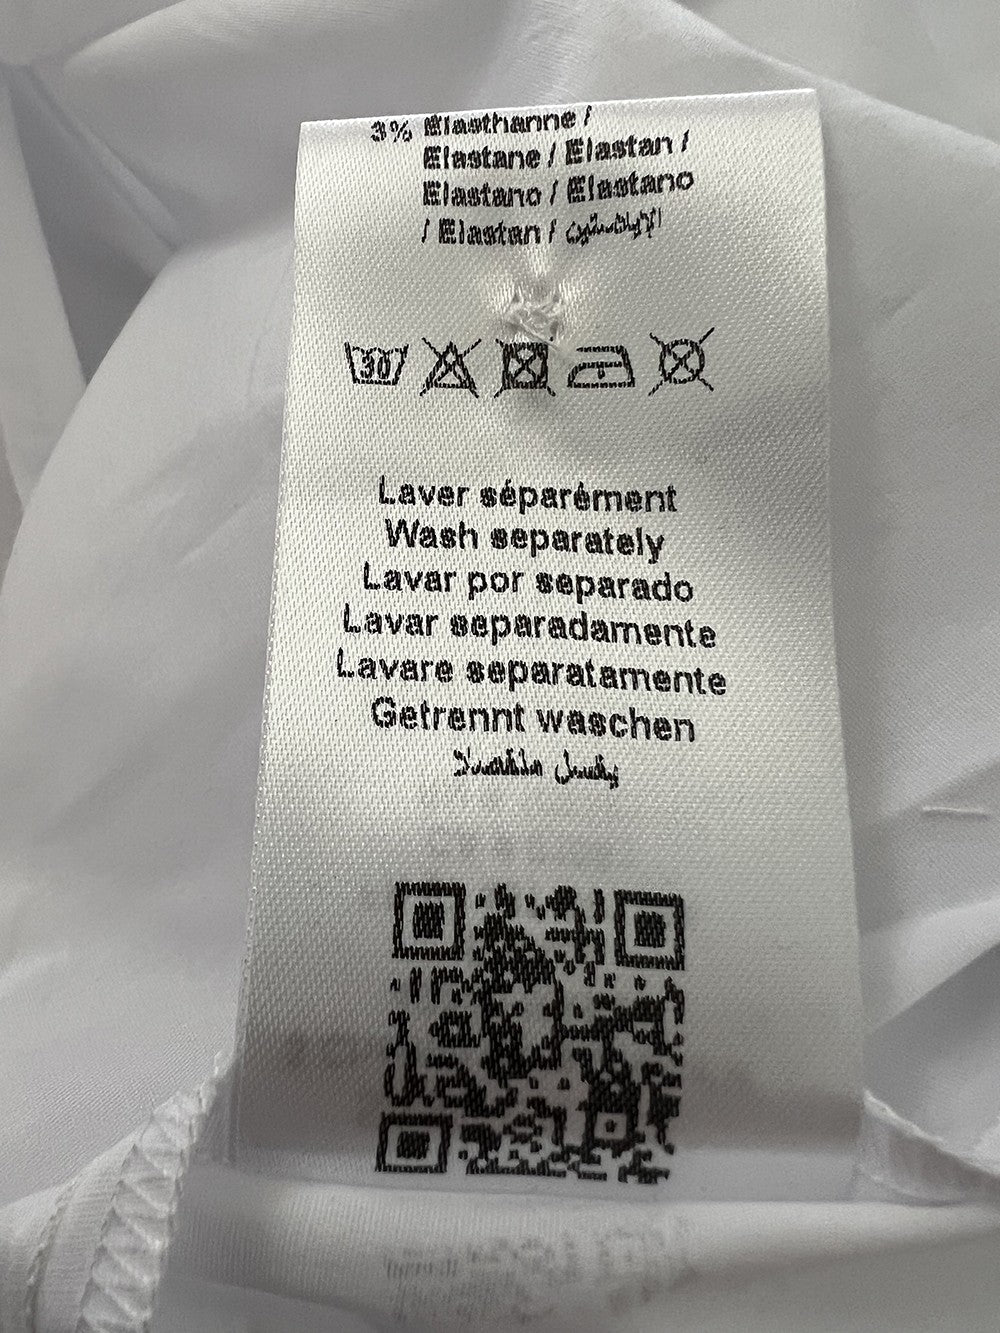 3% Elasthanne /
Elastane / Elastan /
Elastano / Elastano
/ Elastan / الإيلاستين
30
Laver séparément
Wash separately
Lavar por separado
Lavar separadamente
Lavare separatamente
Getrennt waschen
يغسل منفصلا